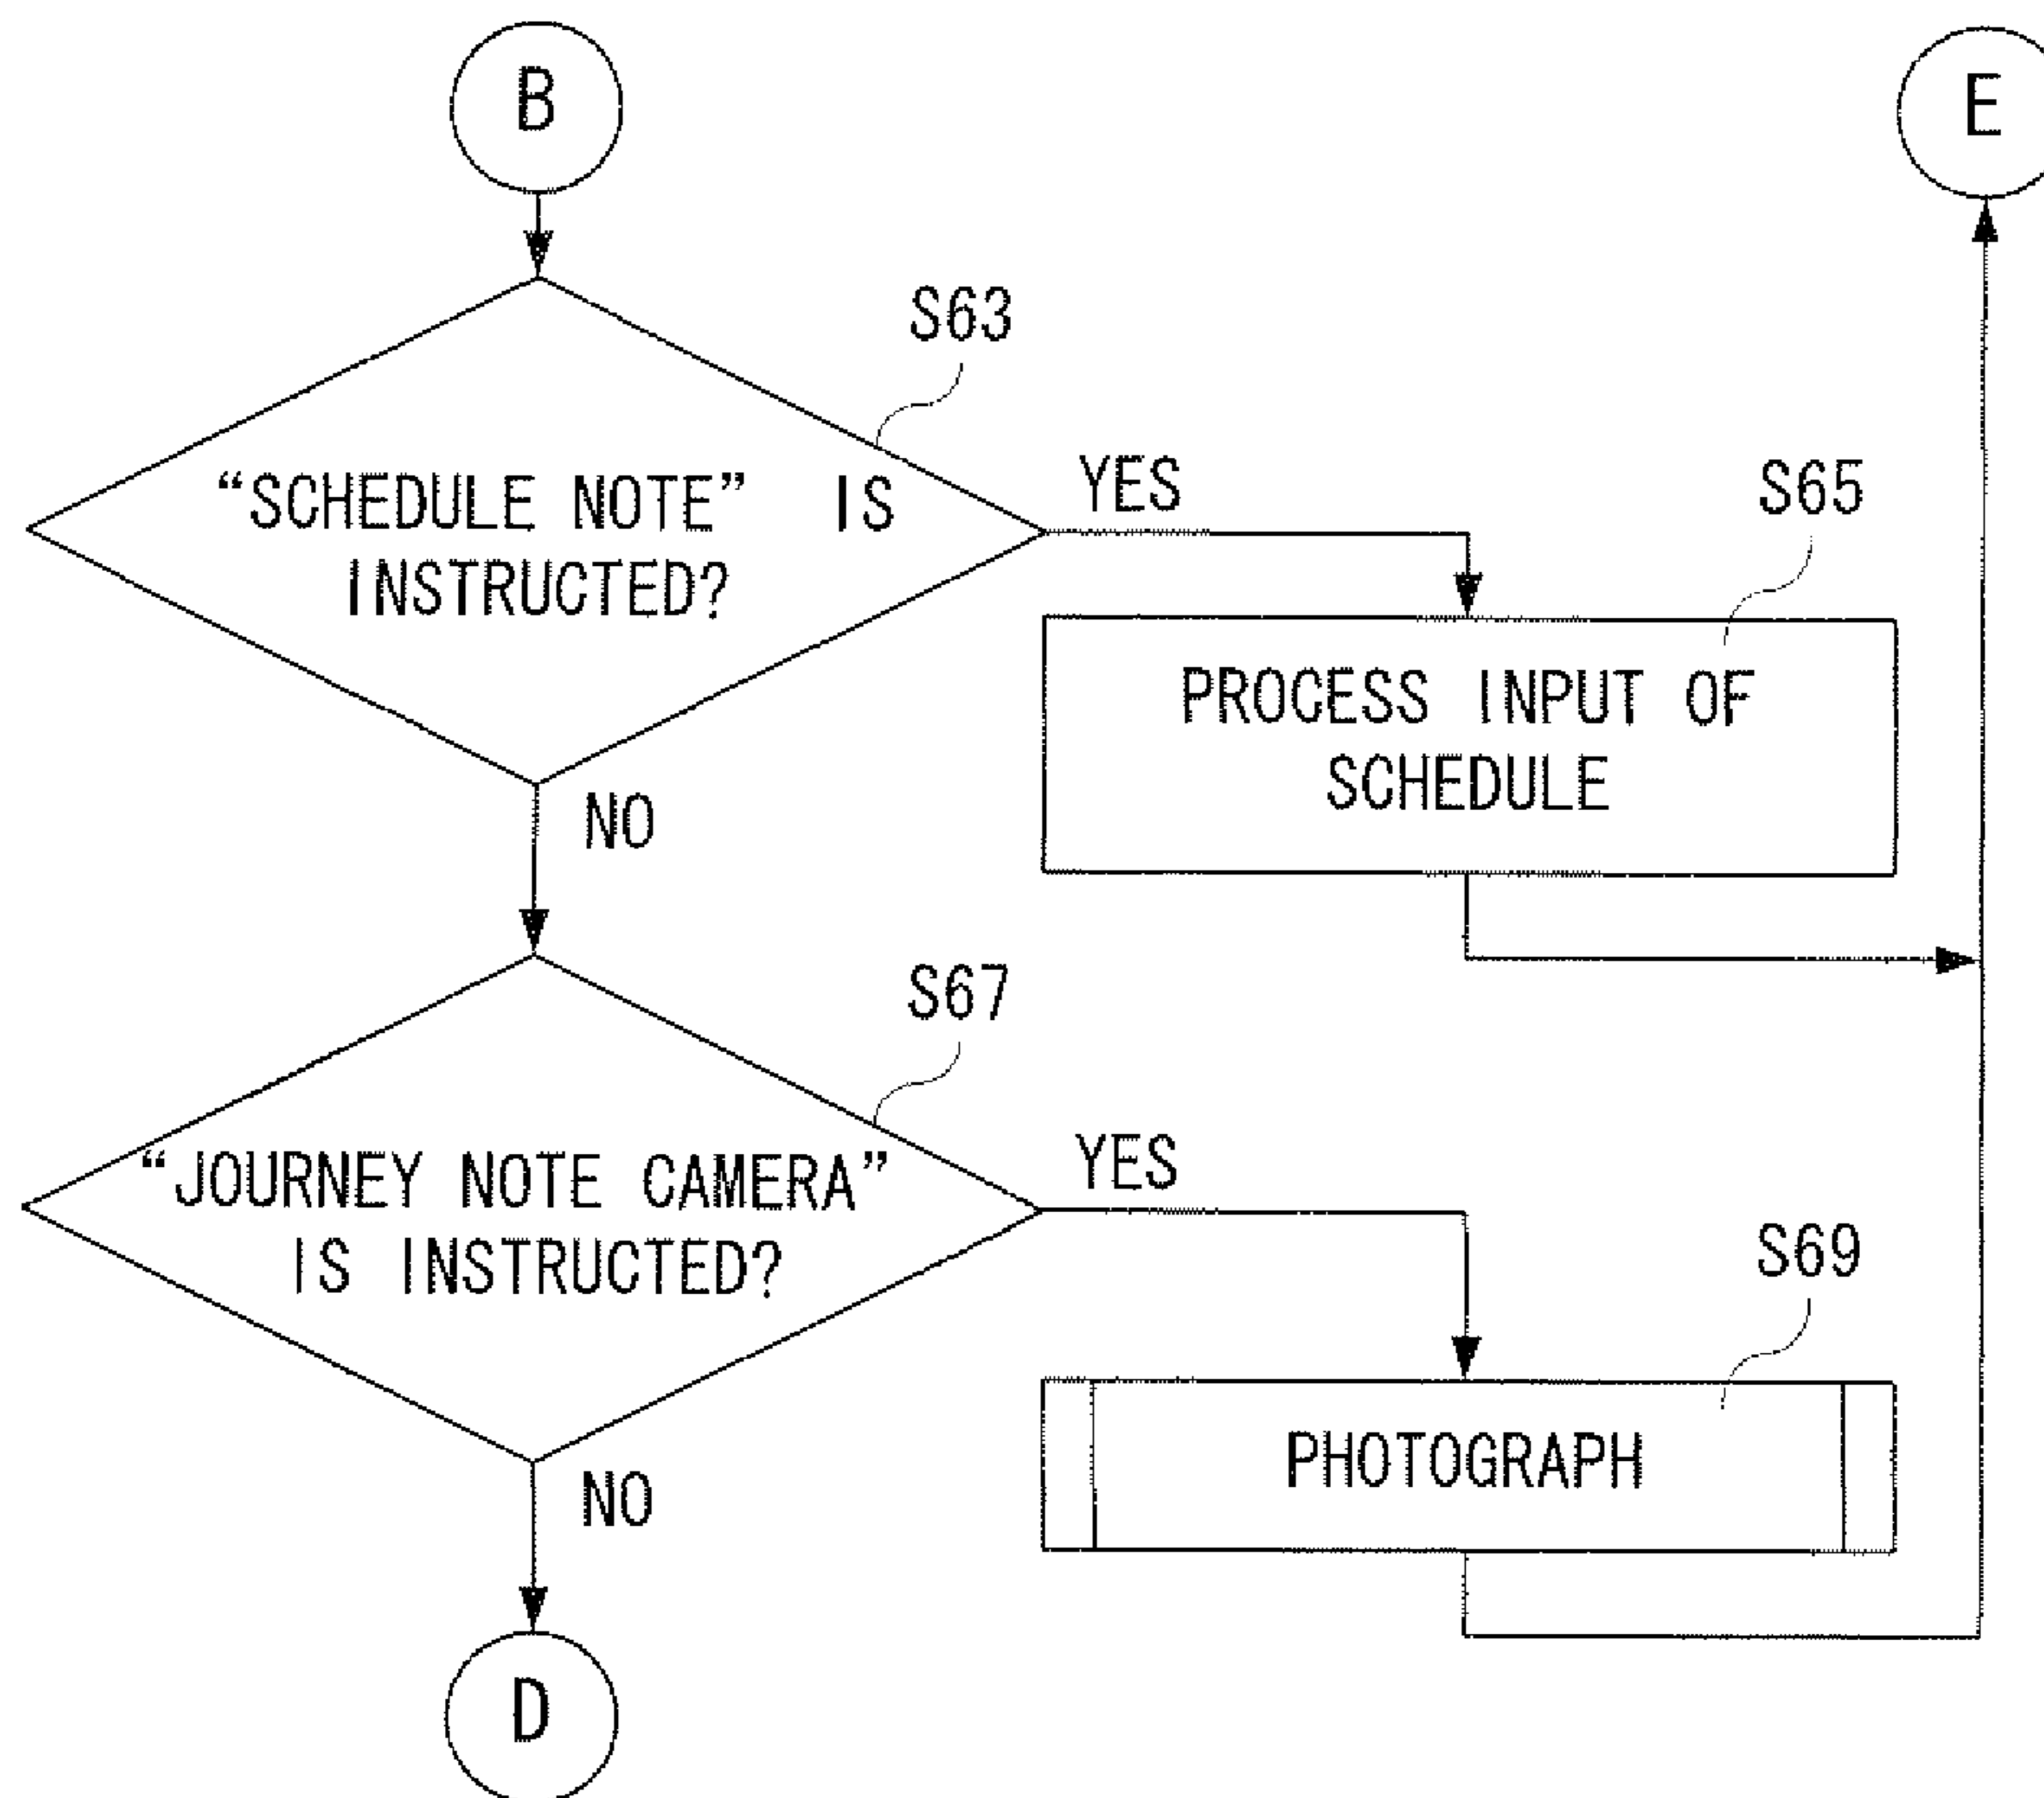 B
E
S63
“SCHEDULE NOTE” IS
INSTRUCTED?
YES
S65
PROCESS INPUT OF
SCHEDULE
NO
S67
“JOURNEY NOTE CAMERA”
IS INSTRUCTED?
YES
S69
PHOTOGRAPH
NO
D